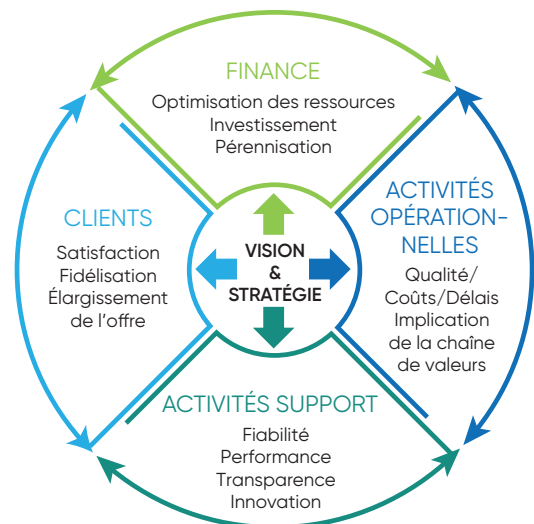 FINANCE
Optimisation des ressources
Investissement
Pérennisation
CLIENTS
Satisfaction
Fidélisation
Élargissement
de l'offre
VISION
&
STRATÉGIE
ACTIVITÉS
OPÉRATION-
NELLES
Qualité/
Coûts/Délais
Implication
de la chaîne
de valeurs
ACTIVITÉS SUPPORT
Fiabilité
Performance
Transparence
Innovation